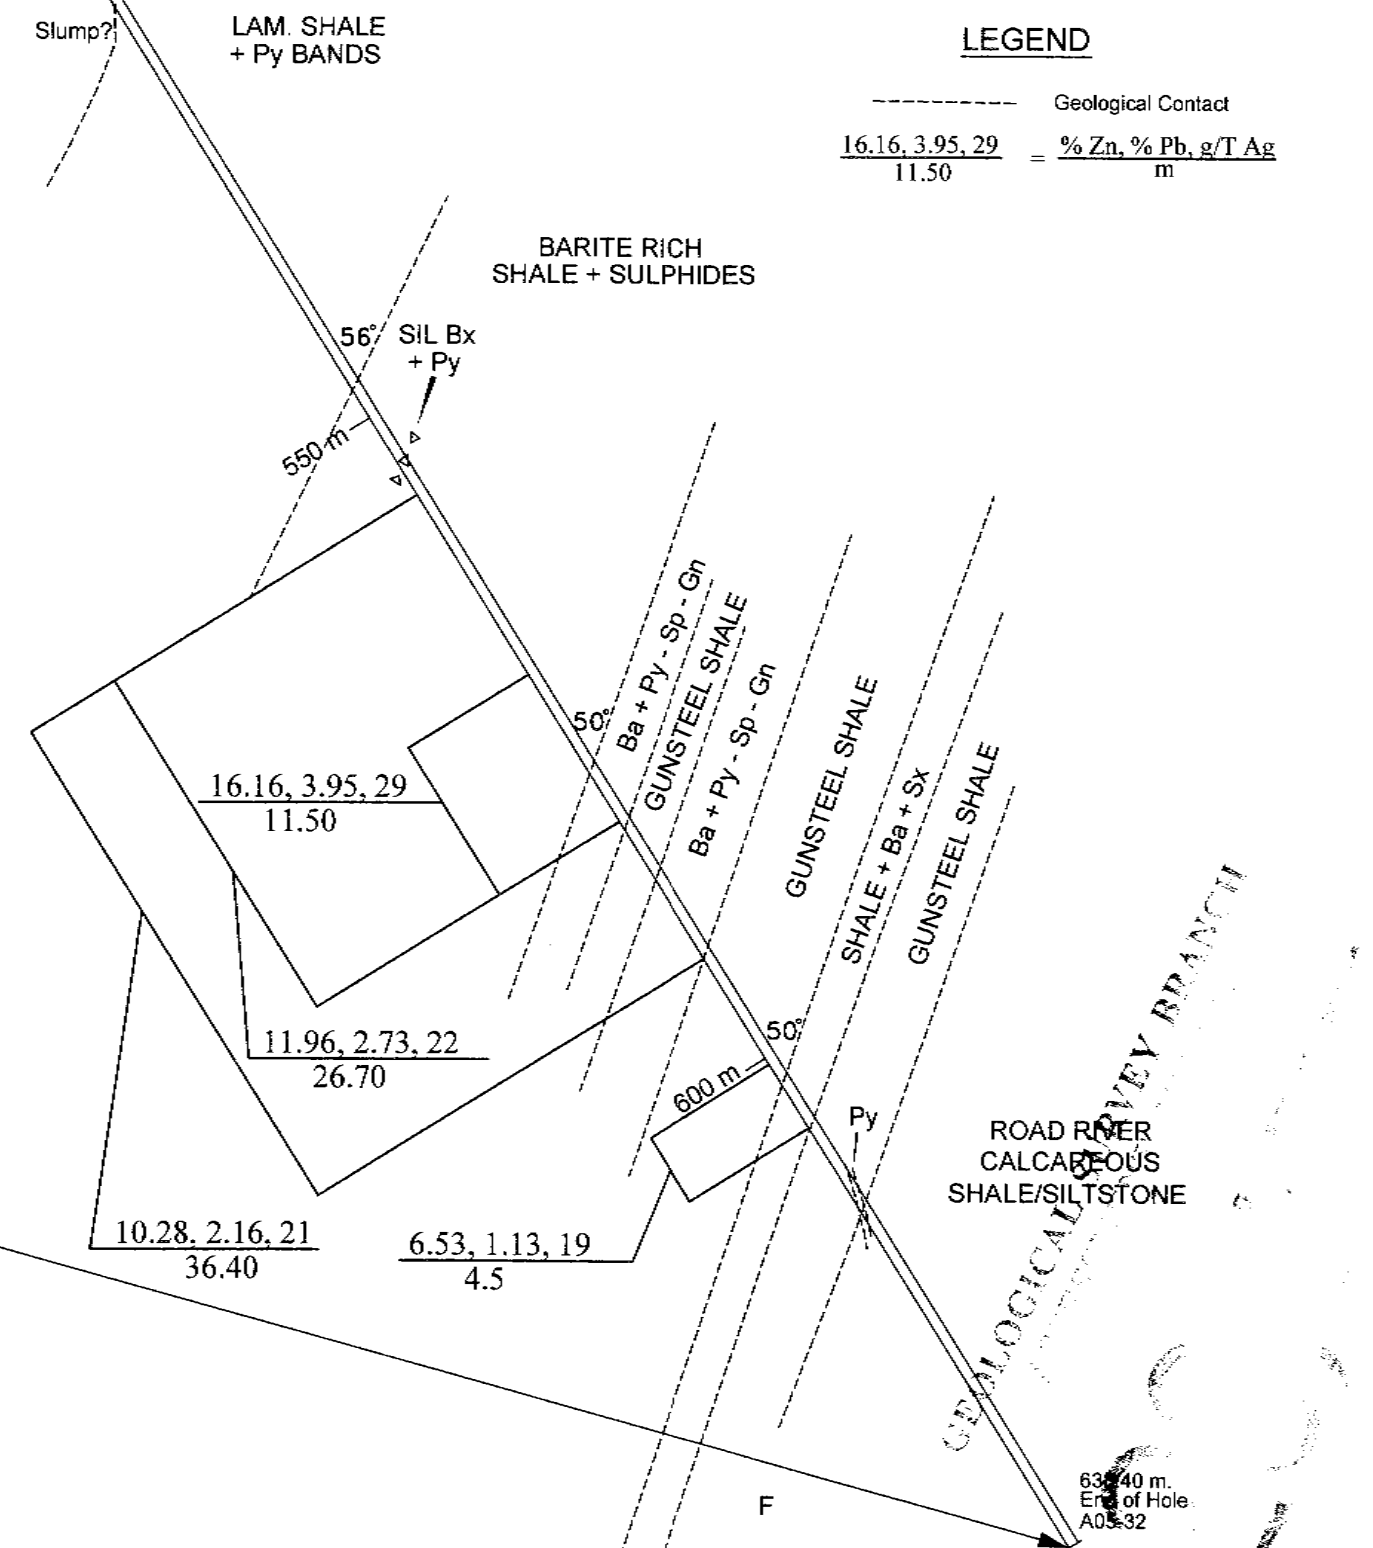 Slump?
LAM. SHALE
+ Py BANDS
LEGEND
Geological Contact
16.16, 3.95, 29
11.50
=
% Zn, % Pb, g/T Ag
m
BARITE RICH
SHALE + SULPHIDES
56°
SIL Bx
+ Py
550 m
Ba + Py - Sp - Gn
GUNSTEEL SHALE
Ba + Py - Sp - Gn
GUNSTEEL SHALE
SHALE + Ba + Sx
GUNSTEEL SHALE
50°
16.16, 3.95, 29
11.50
11.96, 2.73, 22
26.70
50°
600 m
Py
ROAD RIVER
CALCAREOUS
SHALE/SILTSTONE
GEOLOGICAL SURVEY BRANCH
10.28, 2.16, 21
36.40
6.53, 1.13, 19
4.5
F
40 m.
End of Hole